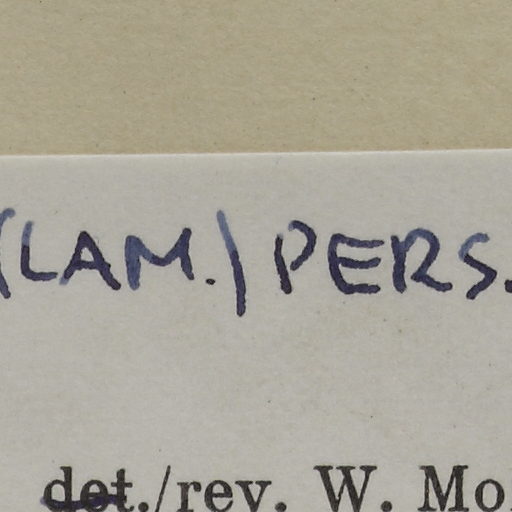 (LAM.) PERS.
det./rev. W. Mo